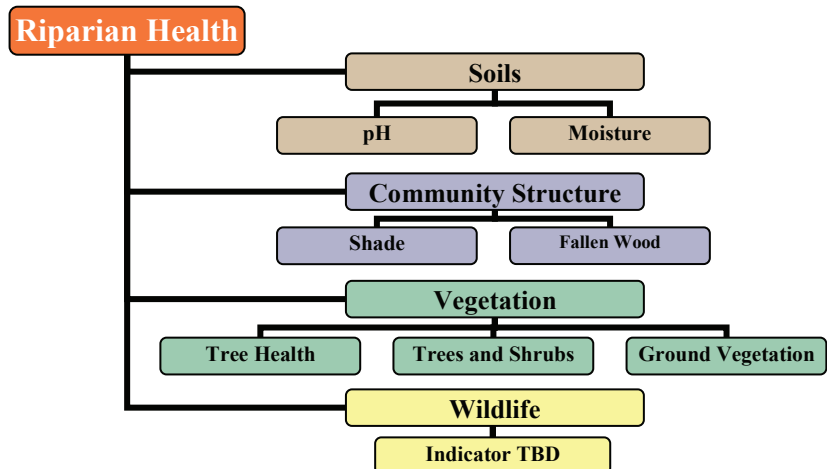 Riparian Health
Soils
pH
Moisture
Community Structure
Shade
Fallen Wood
Vegetation
Tree Health
Trees and Shrubs
Ground Vegetation
Wildlife
Indicator TBD